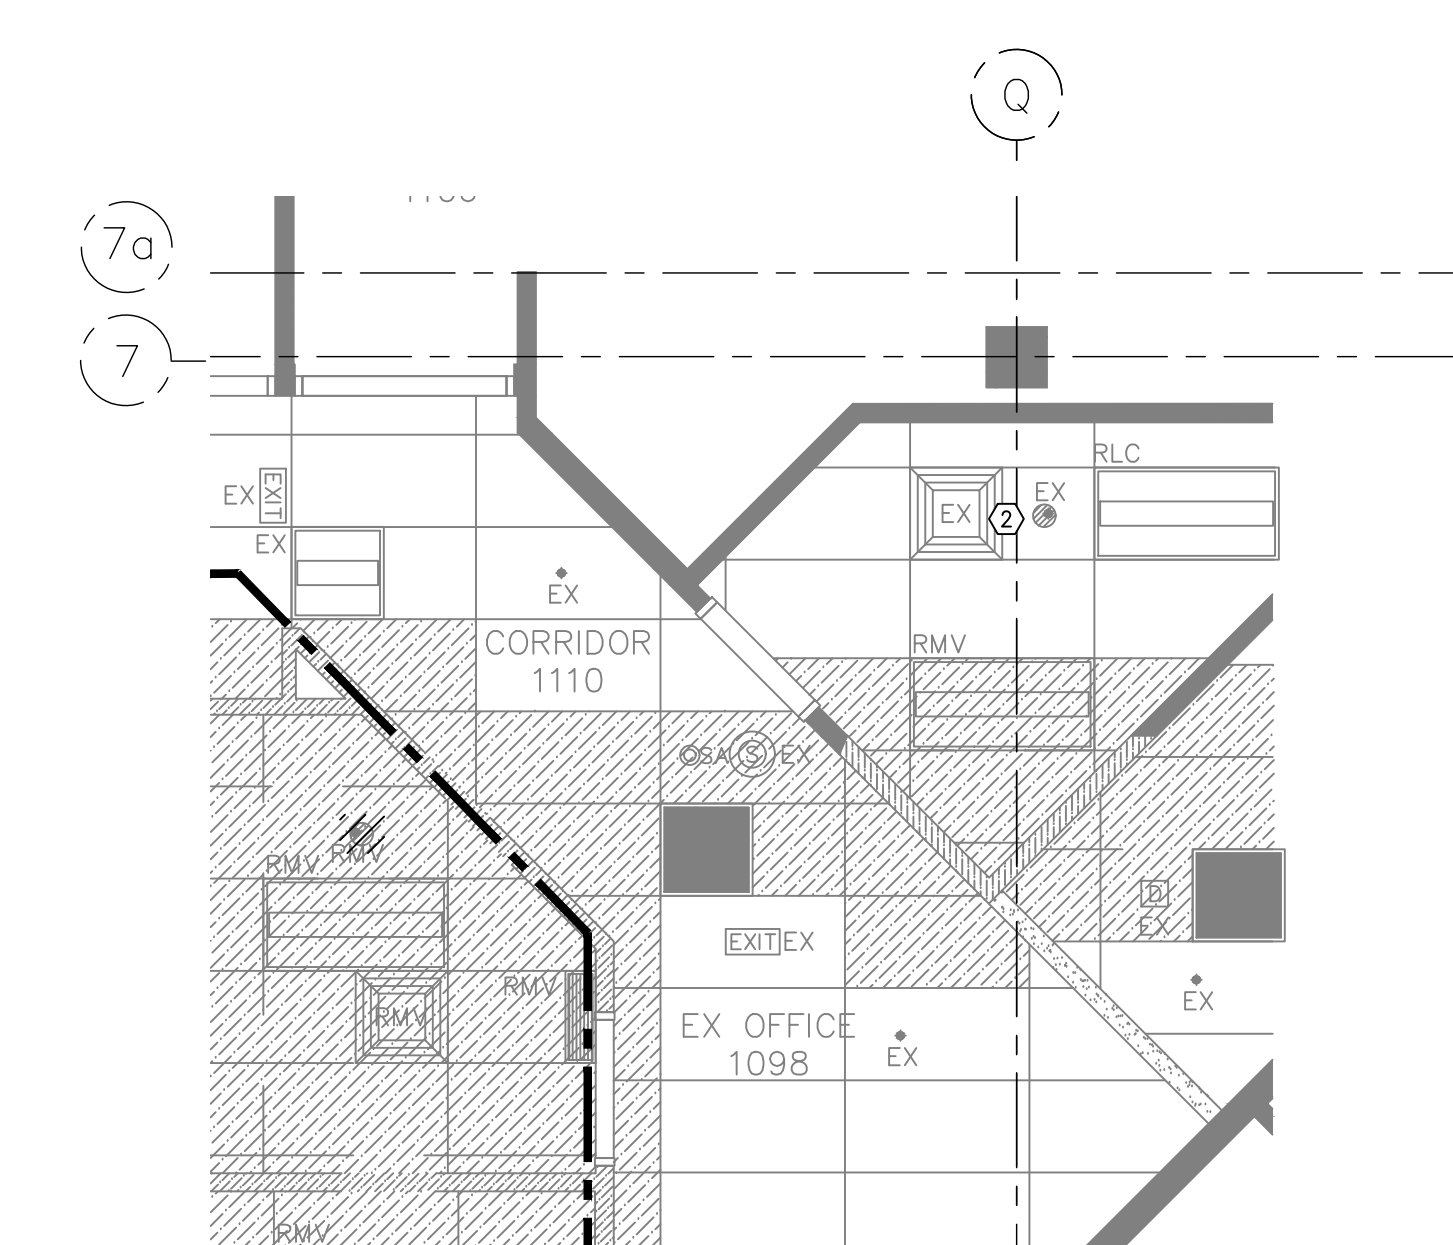 Q
7a
7
RLC
EX
EXIT
EX
EX
2
EX
EX
RMV
CORRIDOR
1110
SA
S
EX
RMV
RMV
D
EX
EXIT
EX
RMV
RMV
EX
EX OFFICE
1098
EX
RMV